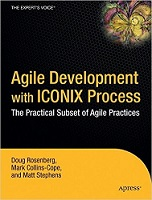 THE EXPERT'S VOICE®
Agile Development
with ICONIX Process
The Practical Subset of Agile Practices
Doug Rosenberg,
Mark Collins-Cope,
and Matt Stephens
Apress®